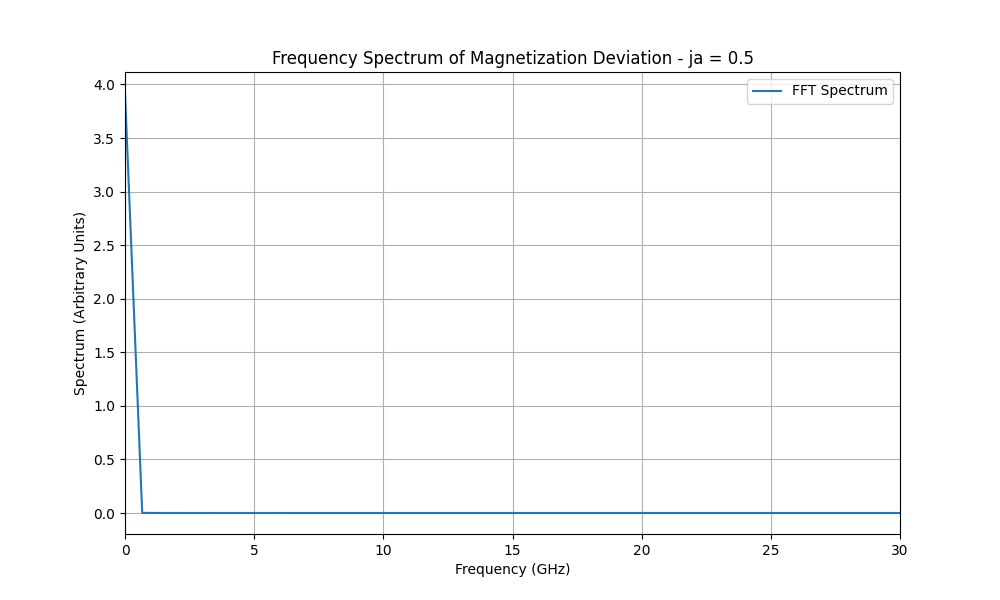 Frequency Spectrum of Magnetization Deviation - ja = 0.5
FFT Spectrum
Spectrum (Arbitrary Units)
4.0
3.5
3.0
2.5
2.0
1.5
1.0
0.5
0.0
0 5 10 15 20 25 30
Frequency (GHz)